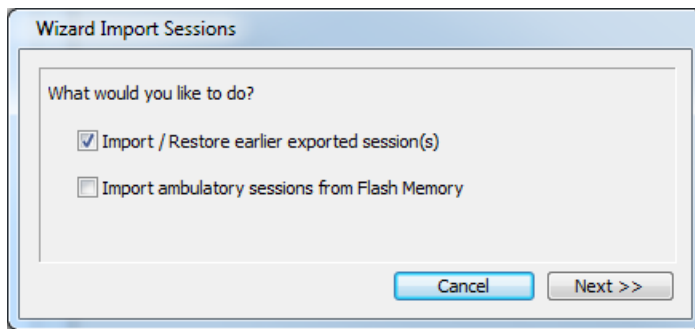 Wizard Import Sessions
What would you like to do?
Import / Restore earlier exported session(s)
Import ambulatory sessions from Flash Memory
Cancel
Next >>